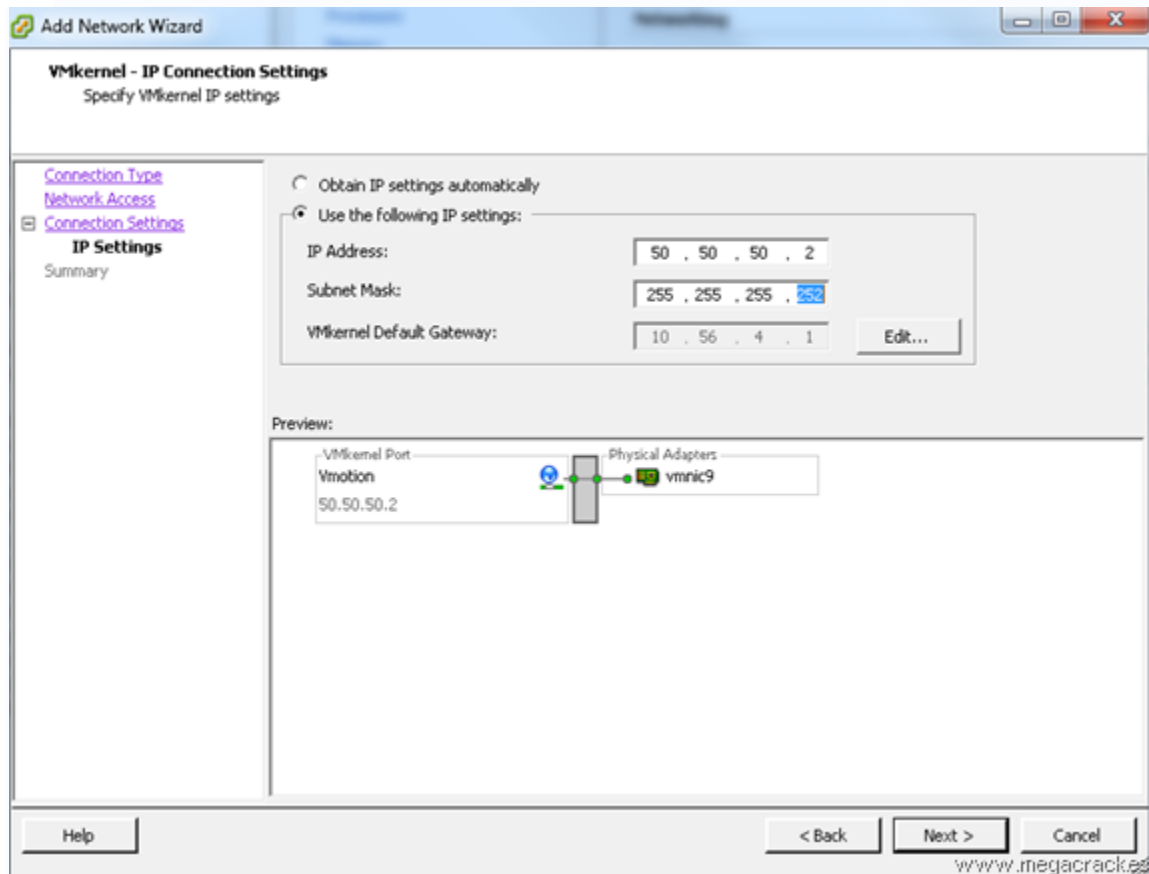 Add Network Wizard
Networking
VMkernel - IP Connection Settings
Specify VMkernel IP settings
Connection Type
Network Access
Connection Settings
IP Settings
Summary
Obtain IP settings automatically
Use the following IP settings:
IP Address:
50 . 50 . 50 . 2
Subnet Mask:
255 . 255 . 255 . 252
VMkernel Default Gateway:
10 . 56 . 4 . 1
Edit...
Preview:
VMkernel Port
Vmotion
50.50.50.2
Physical Adapters
vmnic9
Help
< Back
Next >
Cancel
www.megacrack.es